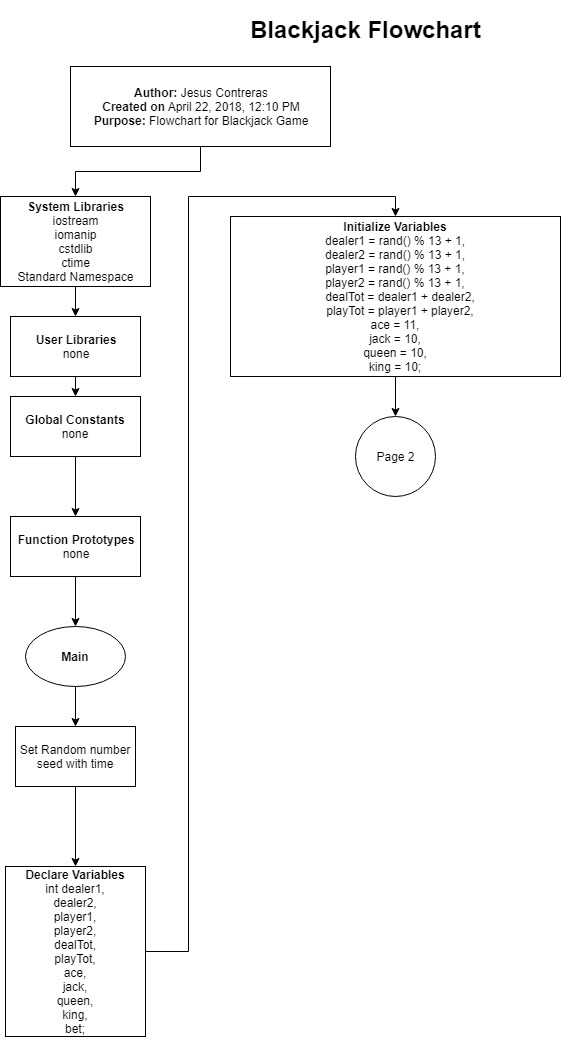 Blackjack Flowchart
Author: Jesus Contreras
Created on April 22, 2018, 12:10 PM
Purpose: Flowchart for Blackjack Game
System Libraries
iostream
iomanip
cstdlib
ctime
Standard Namespace
User Libraries
none
Global Constants
none
Function Prototypes
none
Main
Set Random number
seed with time
Declare Variables
int dealer1,
dealer2,
player1,
player2,
dealTot,
playTot,
ace,
jack,
queen,
king,
bet;
Initialize Variables
dealer1 = rand() % 13 + 1,
dealer2 = rand() % 13 + 1,
player1 = rand() % 13 + 1,
player2 = rand() % 13 + 1,
dealTot = dealer1 + dealer2,
playTot = player1 + player2,
ace = 11,
jack = 10,
queen = 10,
king = 10;
Page 2